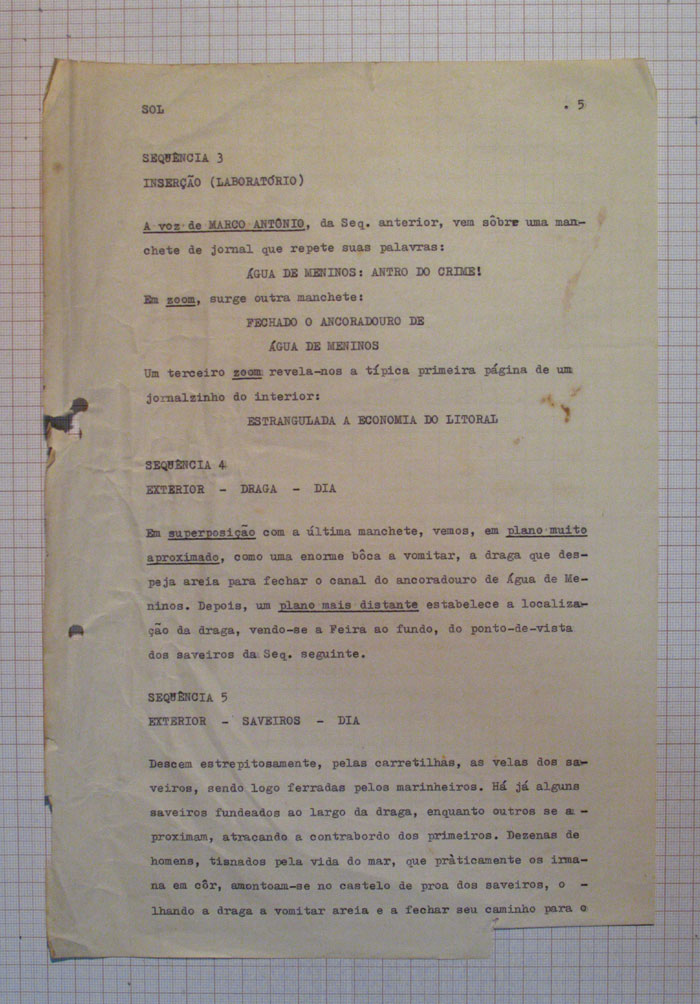 SOL . 5
SEQUÊNCIA 3
INSERÇÃO (LABORATÓRIO)
A voz de MARCO ANTÔNIO, da Seq. anterior, vem sôbre uma man-
chete de jornal que repete suas palavras:
ÁGUA DE MENINOS: ANTRO DO CRIME!
Em zoom, surge outra manchete:
FECHADO O ANCORADOURO DE
ÁGUA DE MENINOS
Um terceiro zoom revela-nos a típica primeira página de um
jornalzinho do interior:
ESTRANGULADA A ECONOMIA DO LITORAL
SEQUÊNCIA 4
EXTERIOR - DRAGA - DIA
Em superposição com a última manchete, vemos, em plano muito
aproximado, como uma enorme bôca a vomitar, a draga que des-
peja areia para fechar o canal do ancoradouro de Água de Me-
ninos. Depois, um plano mais distante estabelece a localiza-
ção da draga, vendo-se a Feira ao fundo, do ponto-de-vista
dos saveiros da Seq. seguinte.
SEQUÊNCIA 5
EXTERIOR - SAVEIROS - DIA
Descem estrepitosamente, pelas carretilhas, as velas dos sa-
veiros, sendo logo ferradas pelos marinheiros. Há já alguns
saveiros fundeados ao largo da draga, enquanto outros se a -
proximam, atracando a contrabordo dos primeiros. Dezenas de
homens, tisnados pela vida do mar, que pràticamente os irma-
na em côr, amontoam-se no castelo de proa dos saveiros, o -
lhando a draga a vomitar areia e a fechar seu caminho para o